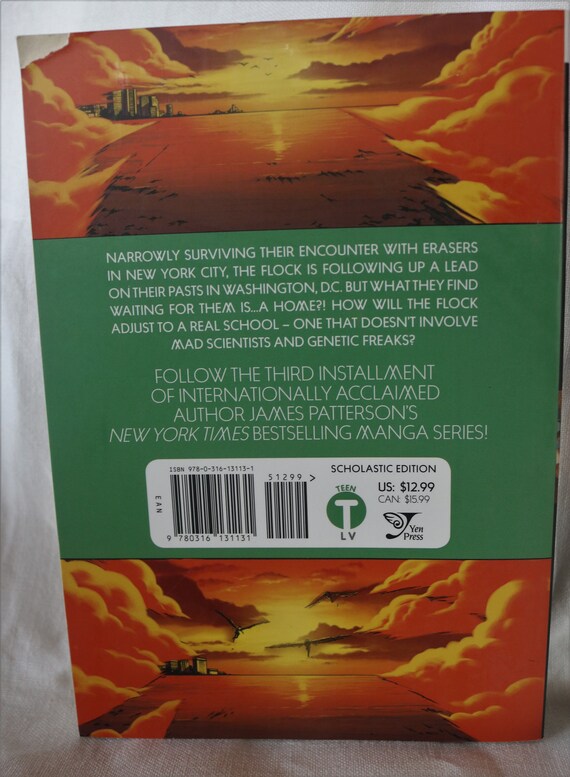 NARROWLY SURVIVING THEIR ENCOUNTER WITH ERASERS
IN NEW YORK CITY, THE FLOCK IS FOLLOWING UP A LEAD
ON THEIR PASTS IN WASHINGTON, D.C. BUT WHAT THEY FIND
WAITING FOR THEM IS...A HOME?! HOW WILL THE FLOCK
ADJUST TO A REAL SCHOOL – ONE THAT DOESN'T INVOLVE
MAD SCIENTISTS AND GENETIC FREAKS?
FOLLOW THE THIRD INSTALLMENT
OF INTERNATIONALLY ACCLAIMED
AUTHOR JAMES PATTERSON'S
NEW YORK TIMES BESTSELLING MANGA SERIES!
ISBN 978-0-316-13113-1
51299 >
EAN
9 780316 131131
SCHOLASTIC EDITION
TEEN
T
LV
US: $12.99
CAN: $15.99
Yen
Press